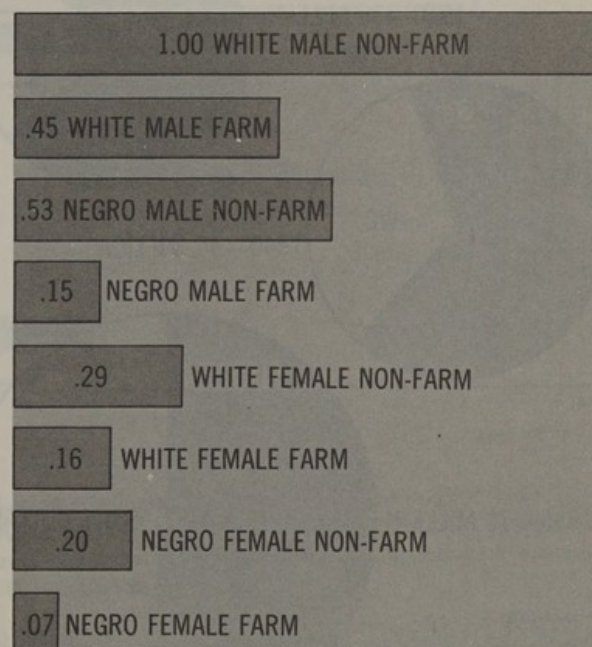 1.00 WHITE MALE NON-FARM
.45 WHITE MALE FARM
.53 NEGRO MALE NON-FARM
.15 NEGRO MALE FARM
.29 WHITE FEMALE NON-FARM
.16 WHITE FEMALE FARM
.20 NEGRO FEMALE NON-FARM
.07 NEGRO FEMALE FARM